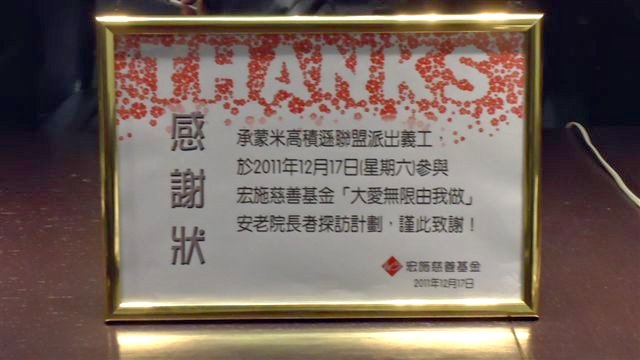 THANKS
感謝狀
承蒙米高積遜聯盟派出義工
於2011年12月17日(星期六)參與
宏施慈善基金「大愛無限由我做」
安老院長者探訪計劃，謹此致謝！
宏施慈善基金
2011年12月17日